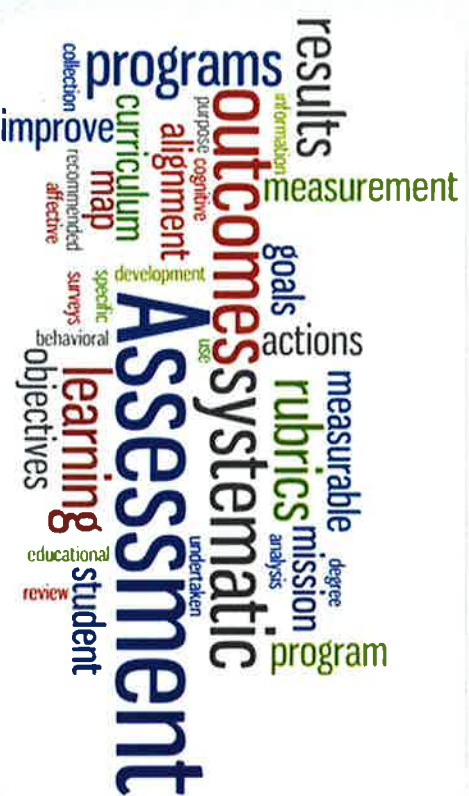 results
programs
collection
information
outcomes
purpose
improve
curriculum
alignment
cognitive
measurement
recommended
map
affective
goals
development
specific
surveys
Assessment
actions
use
behavioral
objectives
learning
systematic
rubrics
measurable
mission
analysis
undertaken
degree
educational
student
review
program